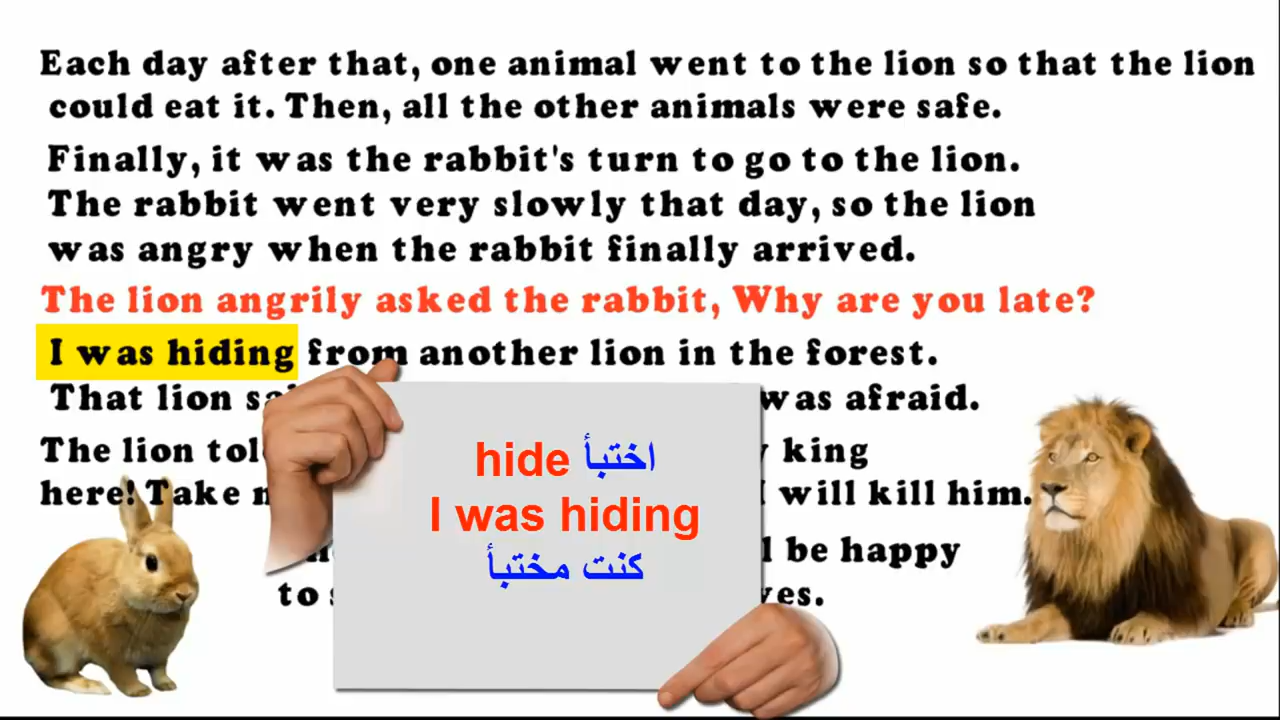 Each day after that, one animal went to the lion so that the lion
could eat it. Then, all the other animals were safe.
Finally, it was the rabbit's turn to go to the lion.
The rabbit went very slowly that day, so the lion
was angry when the rabbit finally arrived.
The lion angrily asked the rabbit, Why are you late?
I was hiding from another lion in the forest.
That lion was afraid.
The lion king
here! Take I will kill him.
be happy
to
hide اختبأ
I was hiding
كنت مختبأ